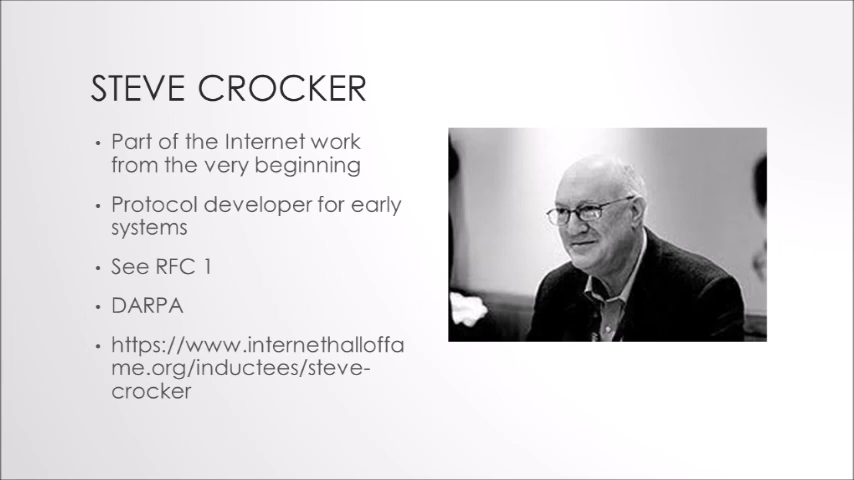 STEVE CROCKER
• Part of the Internet work
from the very beginning
• Protocol developer for early
systems
• See RFC 1
• DARPA
• https://www.internethalloffa
me.org/inductees/steve-
crocker